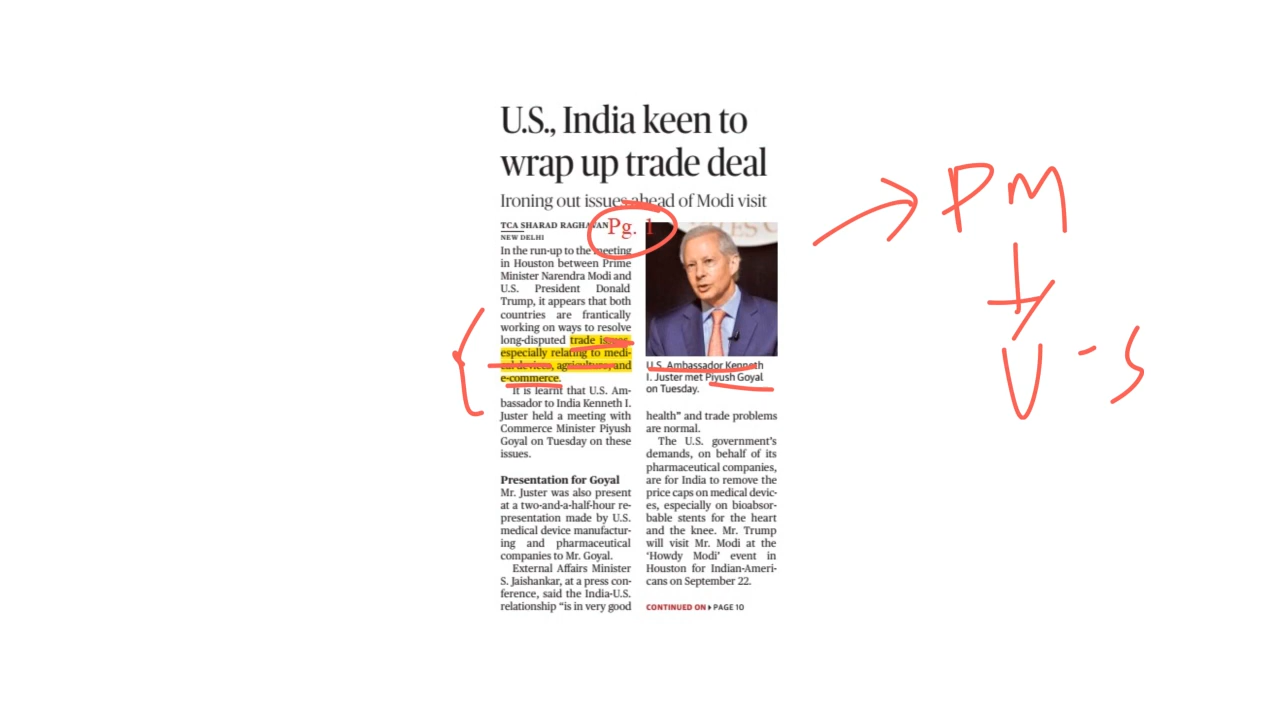 U.S., India keen to
wrap up trade deal
Ironing out issues ahead of Modi visit
TCA SHARAD RAGHAVAN
NEW DELHI
Pg. 1
In the run-up to the meeting
in Houston between Prime
Minister Narendra Modi and
U.S. President Donald
Trump, it appears that both
countries are frantically
working on ways to resolve
long-disputed trade issues,
especially relating to medi-
cal devices, agriculture, and
e-commerce.
It is learnt that U.S. Am-
bassador to India Kenneth I.
Juster held a meeting with
Commerce Minister Piyush
Goyal on Tuesday on these
issues.
Presentation for Goyal
Mr. Juster was also present
at a two-and-a-half-hour re-
presentation made by U.S.
medical device manufactur-
ing and pharmaceutical
companies to Mr. Goyal.
External Affairs Minister
S. Jaishankar, at a press con-
ference, said the India-U.S.
relationship “is in very good
U.S. Ambassador Kenneth
I. Juster met Piyush Goyal
on Tuesday.
health” and trade problems
are normal.
The U.S. government’s
demands, on behalf of its
pharmaceutical companies,
are for India to remove the
price caps on medical devic-
es, especially on bioabsor-
bable stents for the heart
and the knee. Mr. Trump
will visit Mr. Modi at the
‘Howdy Modi’ event in
Houston for Indian-Ameri-
cans on September 22.
CONTINUED ON PAGE 10
PM
U-S